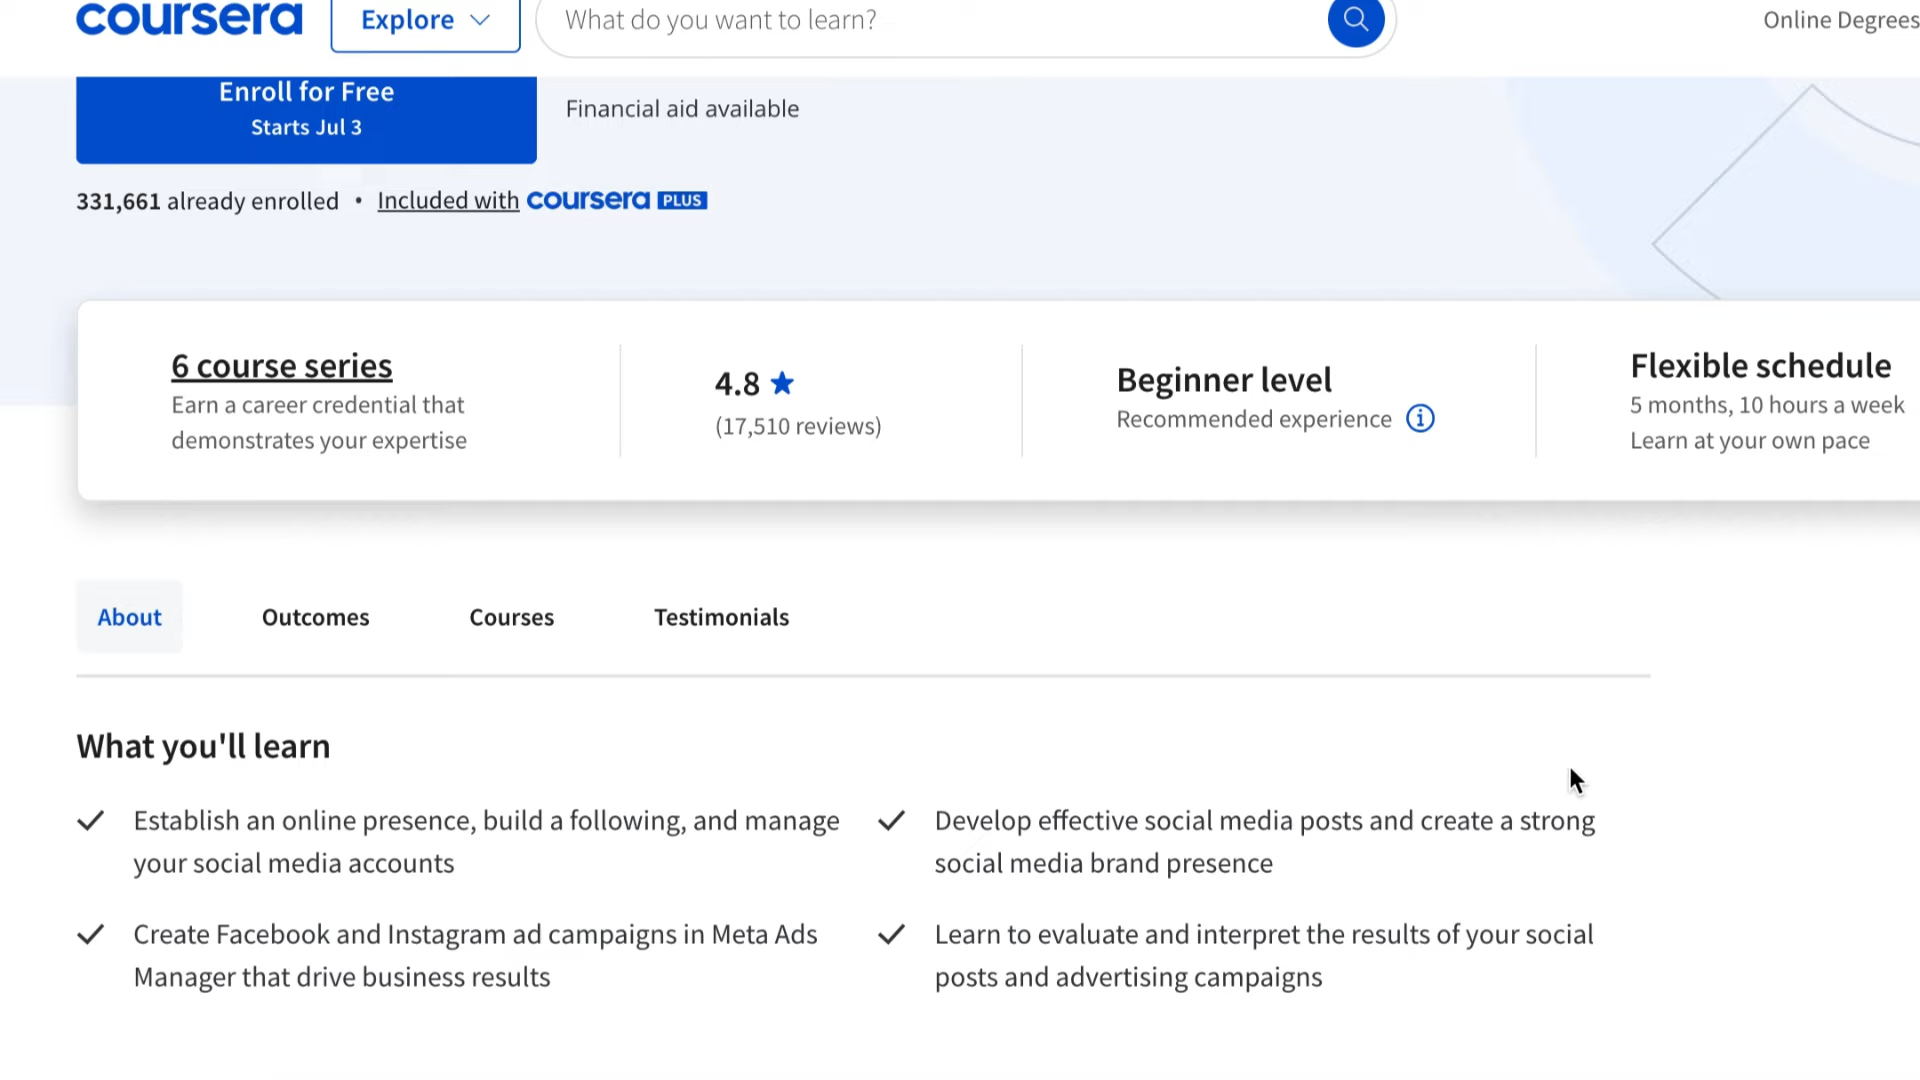 coursera
Explore
What do you want to learn?
Online Degrees
Enroll for Free
Starts Jul 3
Financial aid available
331,661 already enrolled • Included with coursera PLUS
6 course series
Earn a career credential that
demonstrates your expertise
4.8 ★
(17,510 reviews)
Beginner level
Recommended experience
Flexible schedule
5 months, 10 hours a week
Learn at your own pace
About
Outcomes
Courses
Testimonials
What you'll learn
Establish an online presence, build a following, and manage
your social media accounts
Develop effective social media posts and create a strong
social media brand presence
Create Facebook and Instagram ad campaigns in Meta Ads
Manager that drive business results
Learn to evaluate and interpret the results of your social
posts and advertising campaigns